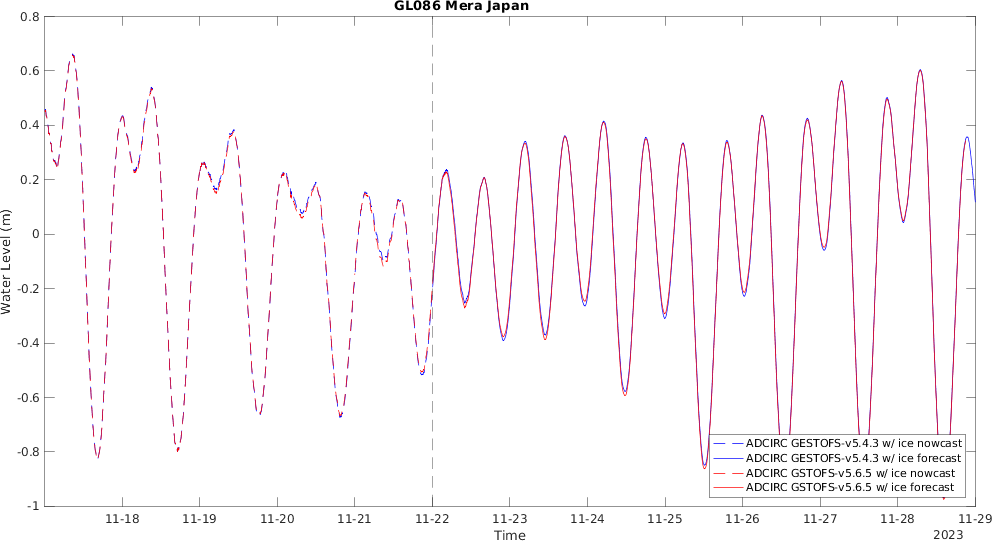 GL086 Mera Japan
0.8
0.6
0.4
0.2
0
-0.2
-0.4
-0.6
-0.8
-1
Water Level (m)
ADCIRC GESTOFS-v5.4.3 w/ ice nowcast
ADCIRC GESTOFS-v5.4.3 w/ ice forecast
ADCIRC GSTOFS-v5.6.5 w/ ice nowcast
ADCIRC GSTOFS-v5.6.5 w/ ice forecast
11-18 11-19 11-20 11-21 11-22 11-23 11-24 11-25 11-26 11-27 11-28 11-29
Time
2023